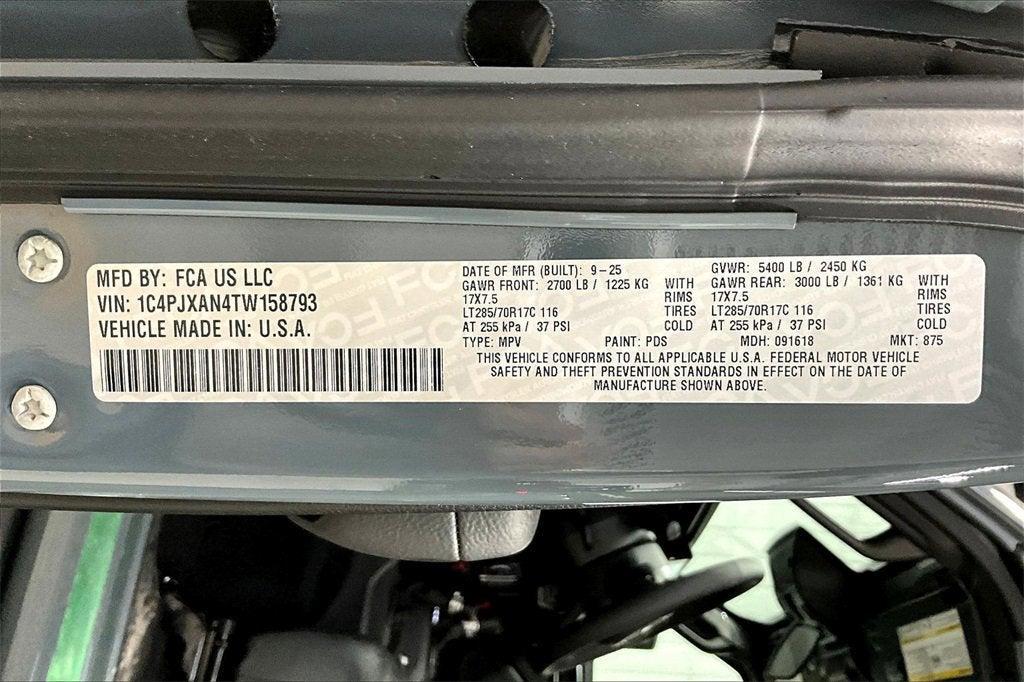 MFD BY: FCA US LLC
VIN: 1C4PJXAN4TW158793
VEHICLE MADE IN: U.S.A.
DATE OF MFR (BUILT): 9-25
GAWR FRONT: 2700 LB / 1225 KG WITH
17X7.5 RIMS
LT285/70R17C 116 TIRES
AT 255 kPa / 37 PSI COLD
GVWR: 5400 LB / 2450 KG
GAWR REAR: 3000 LB / 1361 KG WITH
17X7.5 RIMS
LT285/70R17C 116 TIRES
AT 255 kPa / 37 PSI COLD
TYPE: MPV PAINT: PDS MDH: 091618 MKT: 875
THIS VEHICLE CONFORMS TO ALL APPLICABLE U.S.A. FEDERAL MOTOR VEHICLE
SAFETY AND THEFT PREVENTION STANDARDS IN EFFECT ON THE DATE OF
MANUFACTURE SHOWN ABOVE.